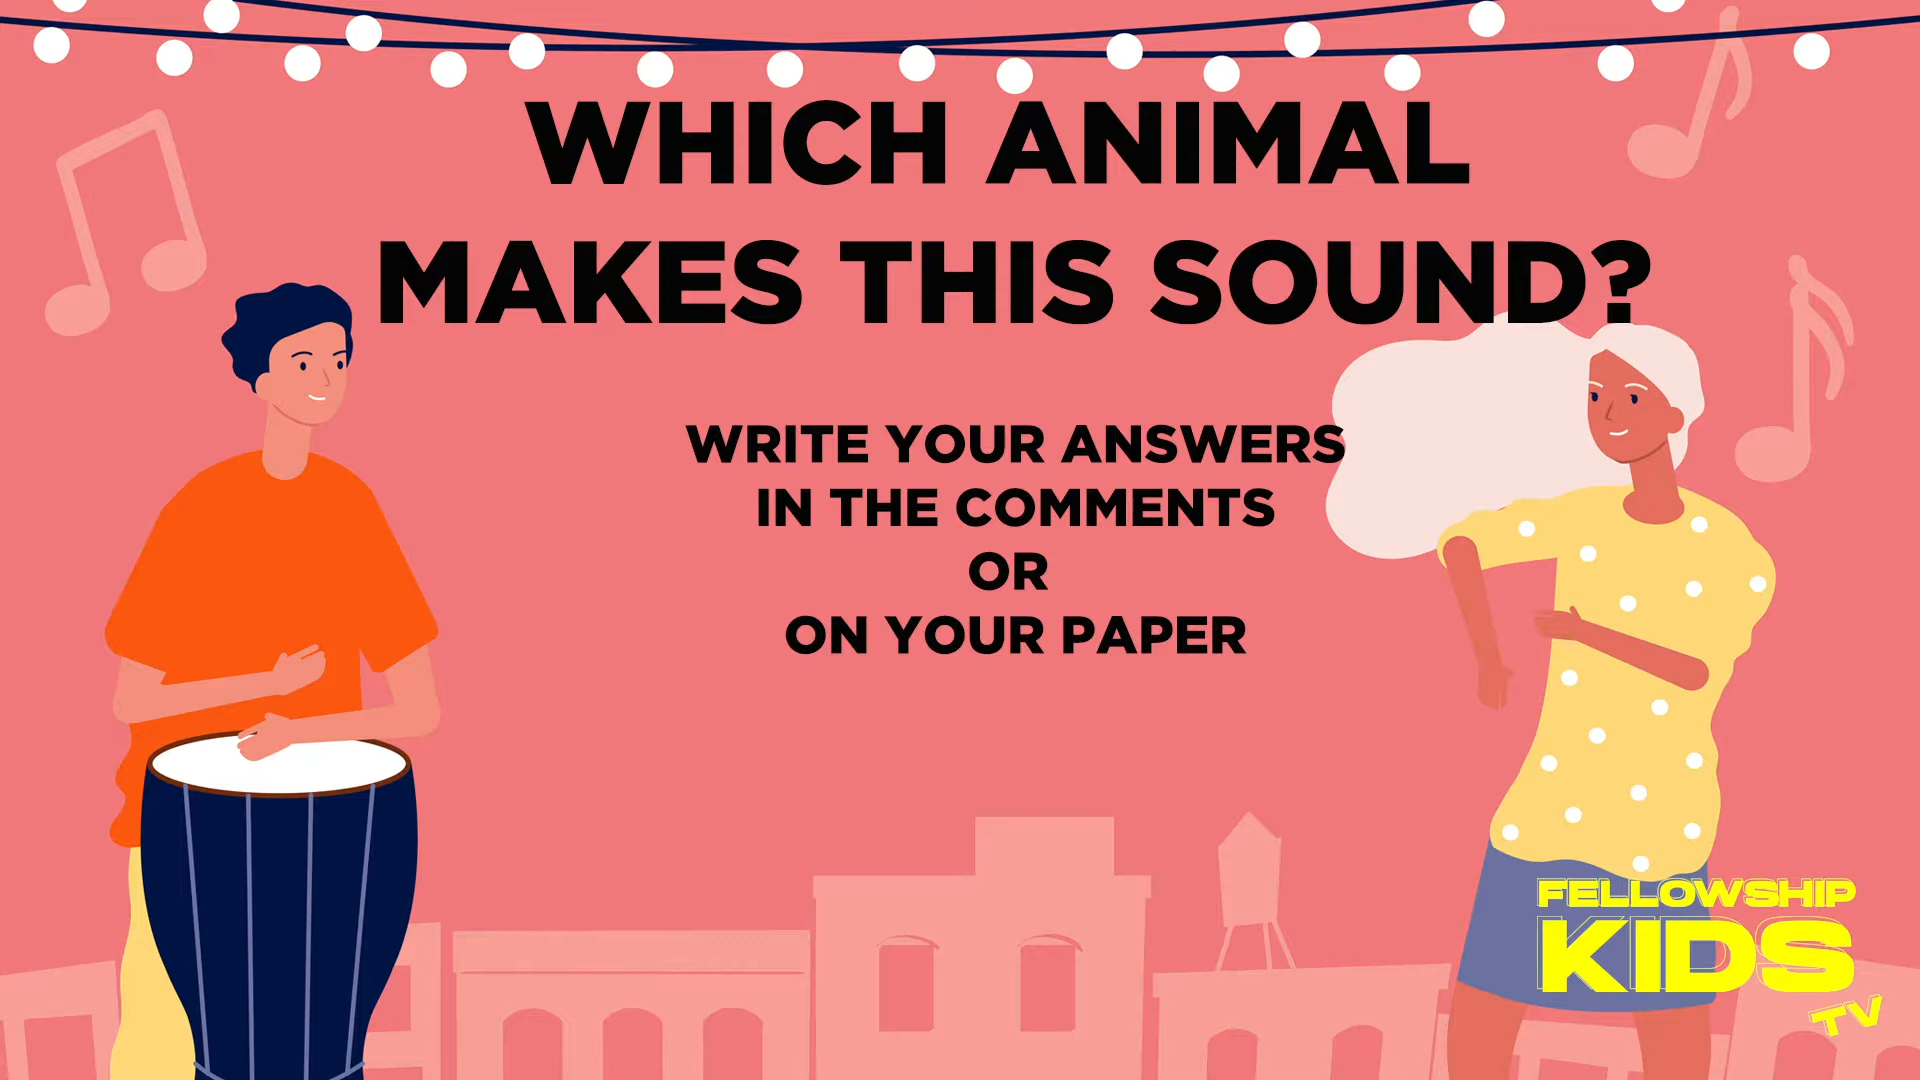 WHICH ANIMAL
MAKES THIS SOUND?
WRITE YOUR ANSWERS
IN THE COMMENTS
OR
ON YOUR PAPER
FELLOWSHIP
KIDS
TV